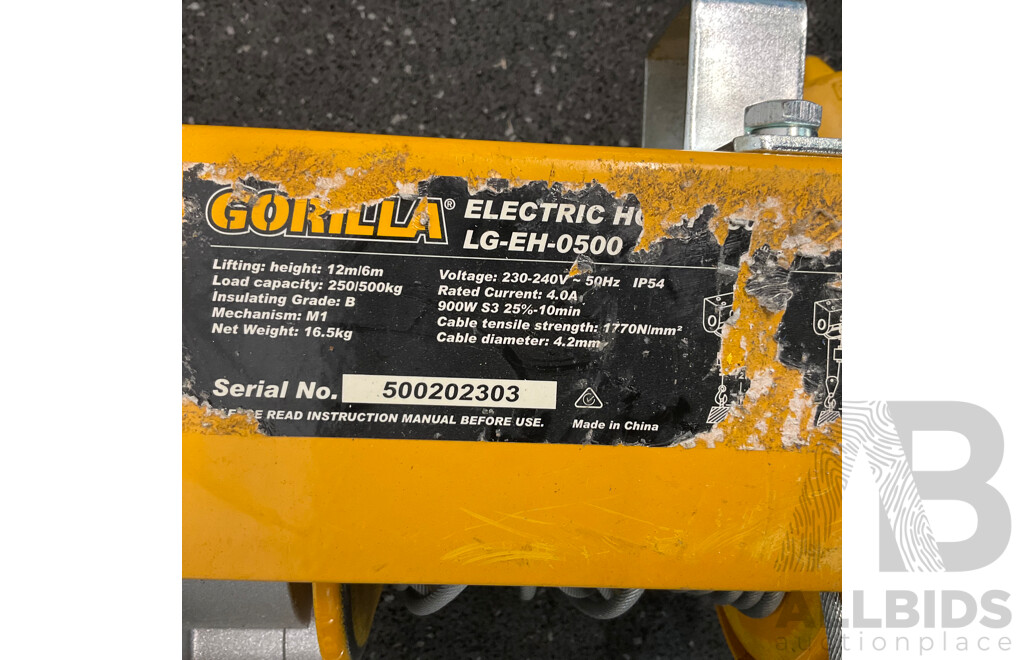 GORILLA® ELECTRIC
LG-EH-0500
Lifting: height: 12m/6m
Load capacity: 250/500kg
Insulating Grade: B
Mechanism: M1
Net Weight: 16.5kg
Voltage: 230-240V ~ 50Hz IP54
Rated Current: 4.0A
900W S3 25%-10min
Cable tensile strength: 1770N/mm²
Cable diameter: 4.2mm
Serial No. 500202303
READ INSTRUCTION MANUAL BEFORE USE.
Made in China
AB
ALLBIDS
auctionplace